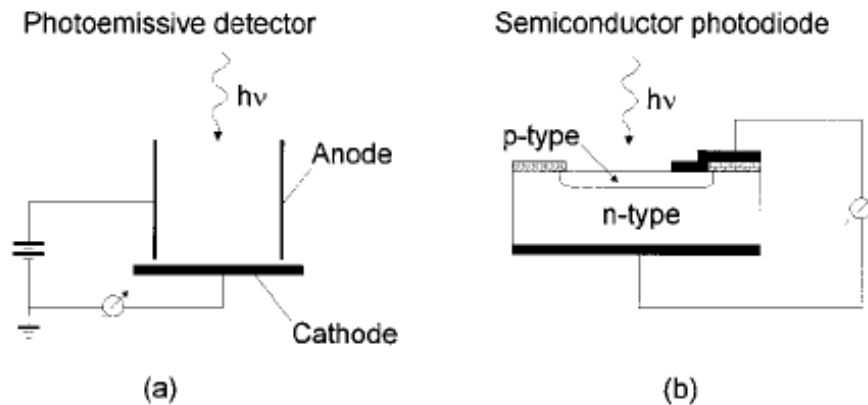 Photoemissive detector
hν
Anode
Cathode
(a)
Semiconductor photodiode
hν
p-type
n-type
(b)